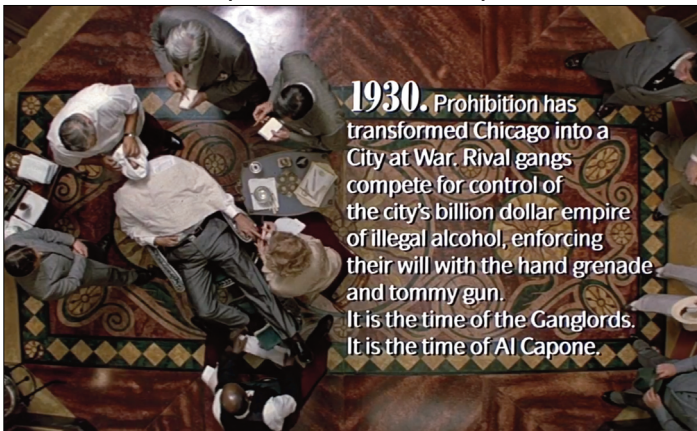 1930. Prohibition has
transformed Chicago into a
City at War. Rival gangs
compete for control of
the city's billion dollar empire
of illegal alcohol, enforcing
their will with the hand grenade
and tommy gun.
It is the time of the Ganglords.
It is the time of Al Capone.